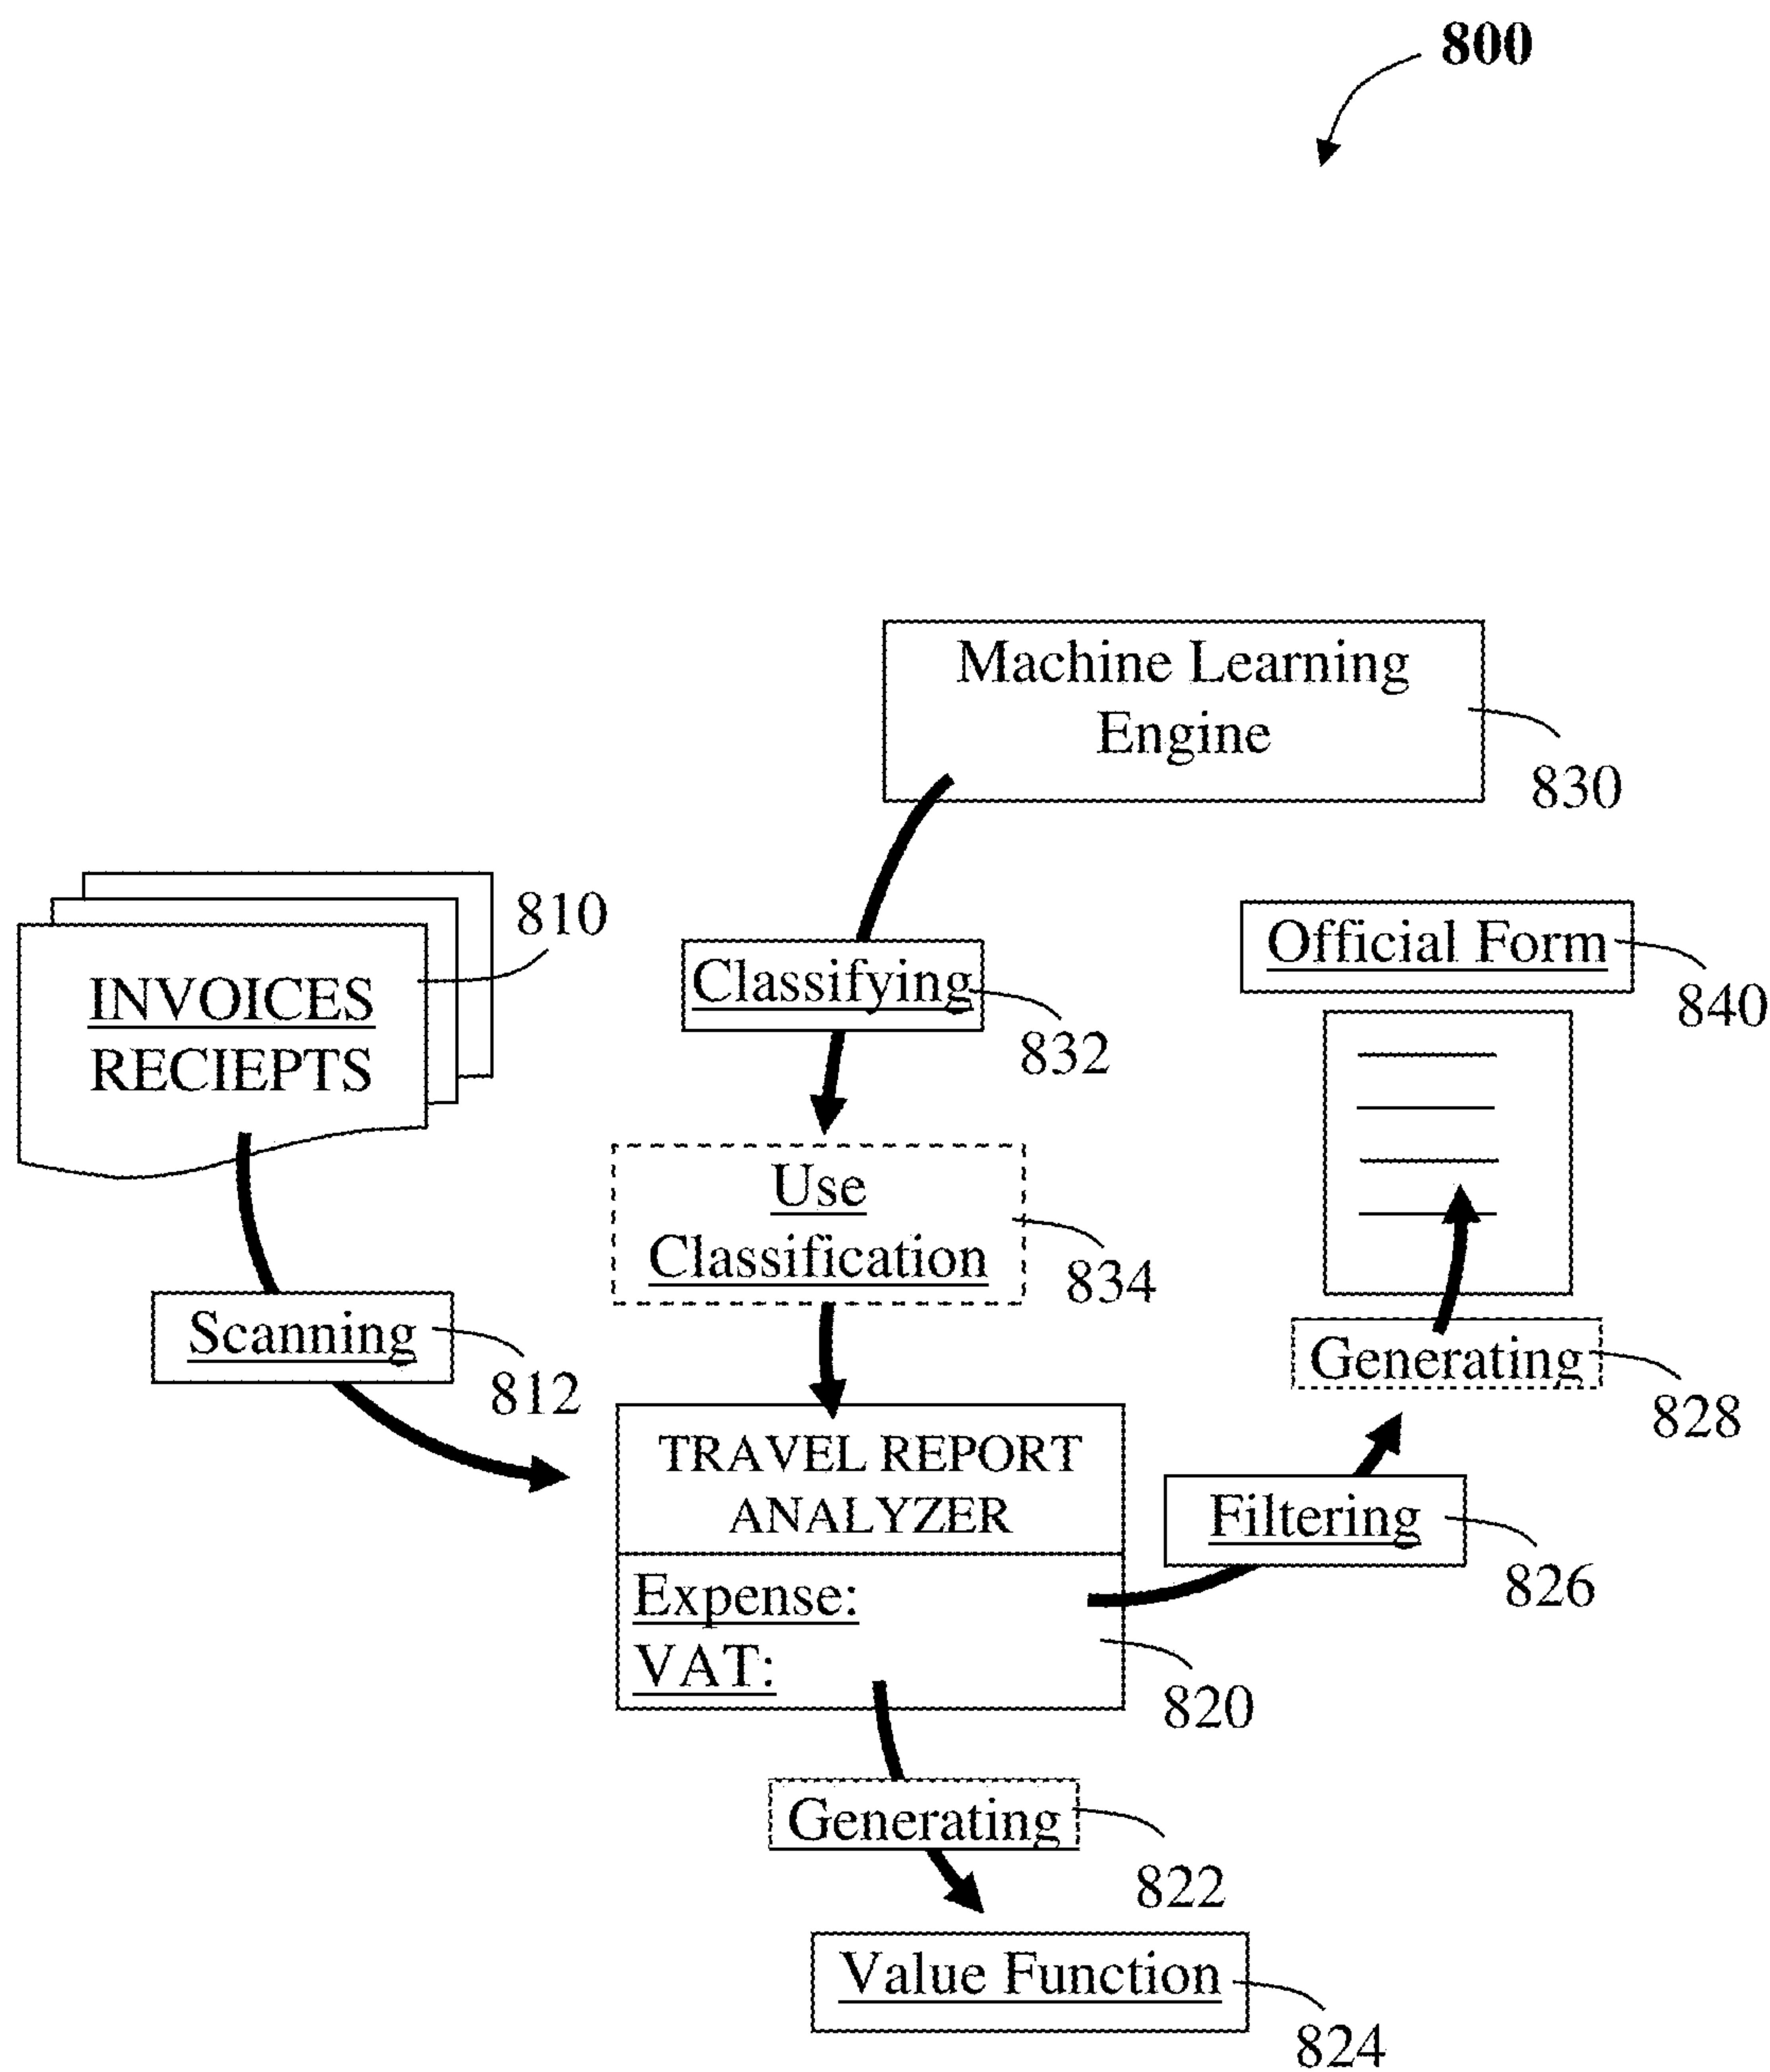 800
Machine Learning
Engine
830
810
INVOICES
RECIEPTS
Classifying
832
Official Form
840
Use
Classification
834
Scanning
812
Generating
828
TRAVEL REPORT
ANALYZER
Filtering
826
Expense:
VAT:
820
Generating
822
Value Function
824